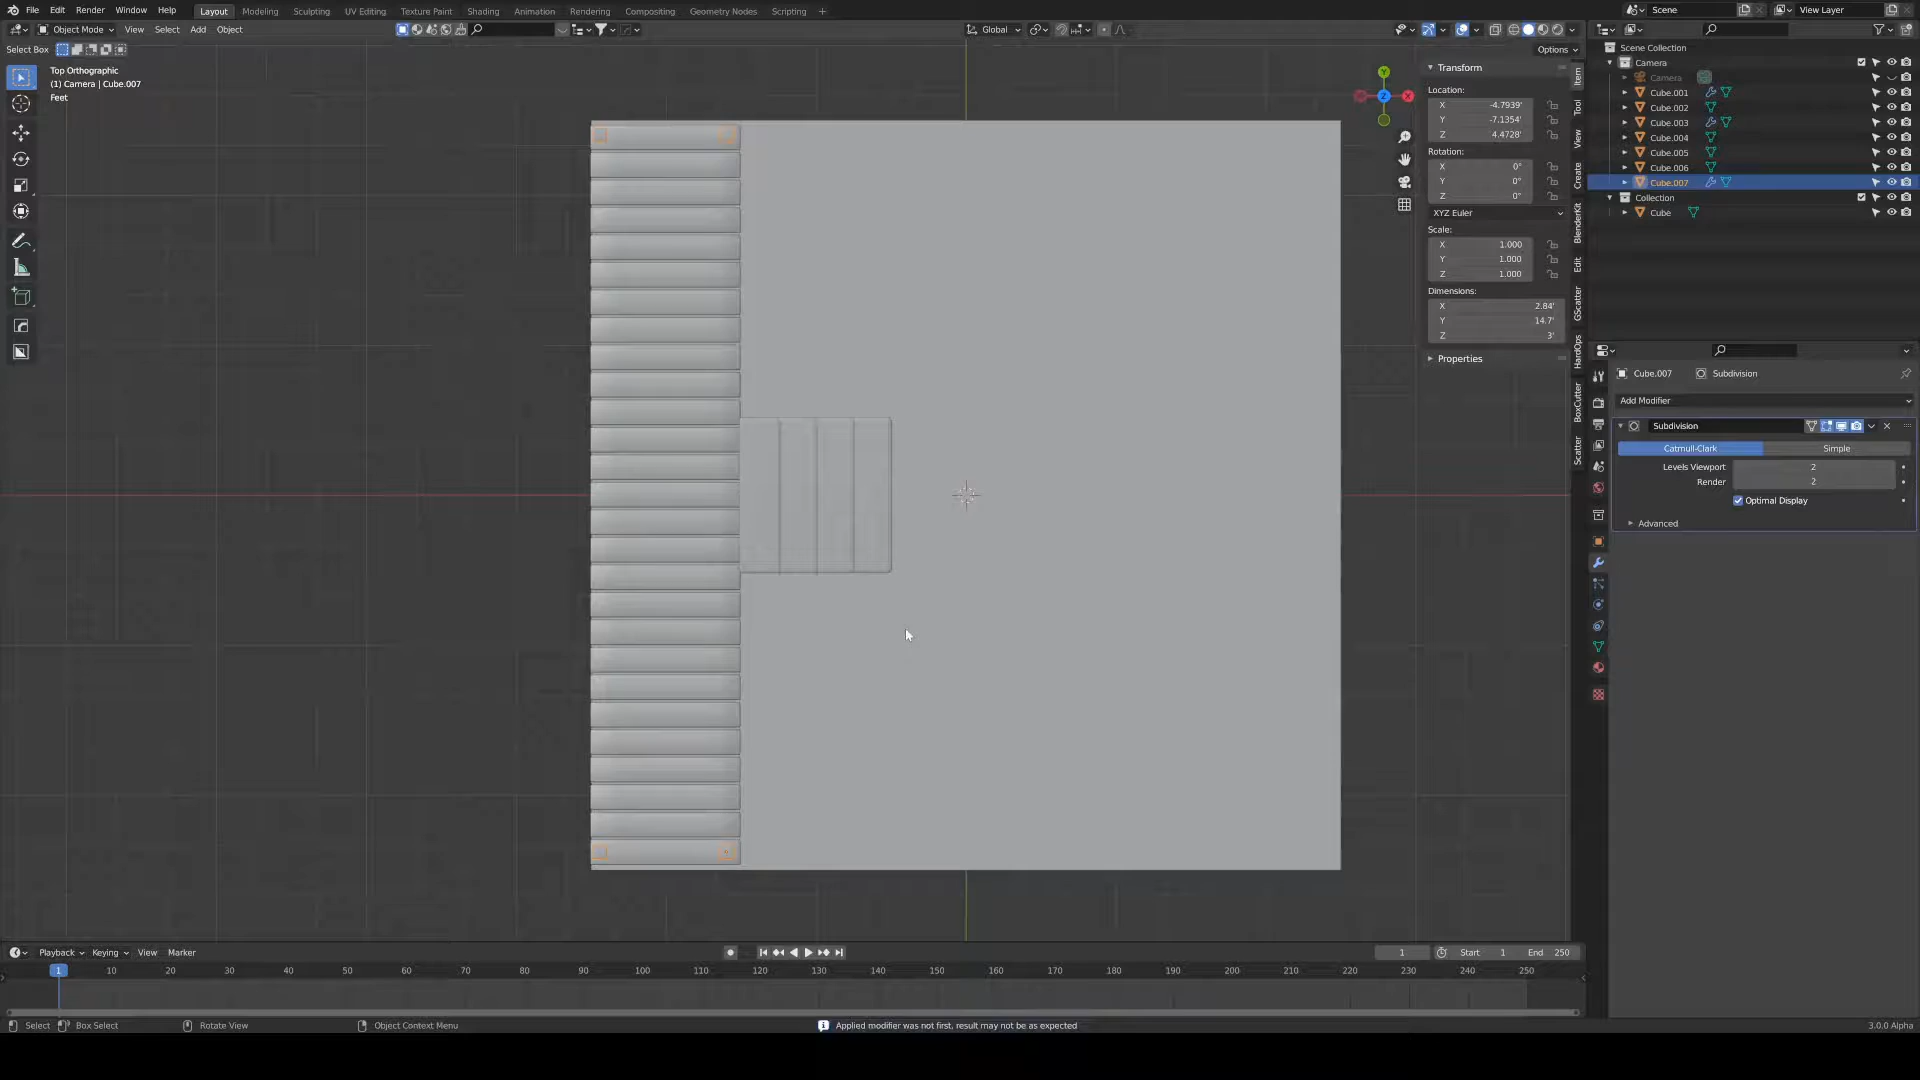 File Edit Render Window Help Layout Modeling Sculpting UV Editing Texture Paint Shading Animation Rendering Compositing Geometry Nodes Scripting + Scene View Layer
Object Mode View Select Add Object Global
Select Box Options
Top Orthographic
(1) Camera | Cube.007
Feet
Y
Z
X
Transform
Location:
X -4.7939'
Y -7.1354'
Z 4.4728'
Rotation:
X 0°
Y 0°
Z 0°
XYZ Euler
Scale:
X 1.000
Y 1.000
Z 1.000
Dimensions:
X 2.84'
Y 14.7'
Z 3'
Properties
Item
Tool
View
Create
BlenderKit
Edit
GScatter
HardOps
BoxCutter
Scatter
Scene Collection
Camera
Camera
Cube.001
Cube.002
Cube.003
Cube.004
Cube.005
Cube.006
Cube.007
Collection
Cube
Cube.007 Subdivision
Add Modifier
Subdivision
Catmull-Clark Simple
Levels Viewport 2
Render 2
Optimal Display
Advanced
Playback Keying View Marker 1 Start 1 End 250
1 10 20 30 40 50 60 70 80 90 100 110 120 130 140 150 160 170 180 190 200 210 220 230 240 250
Select Box Select Rotate View Object Context Menu Applied modifier was not first, result may not be as expected 3.0.0 Alpha